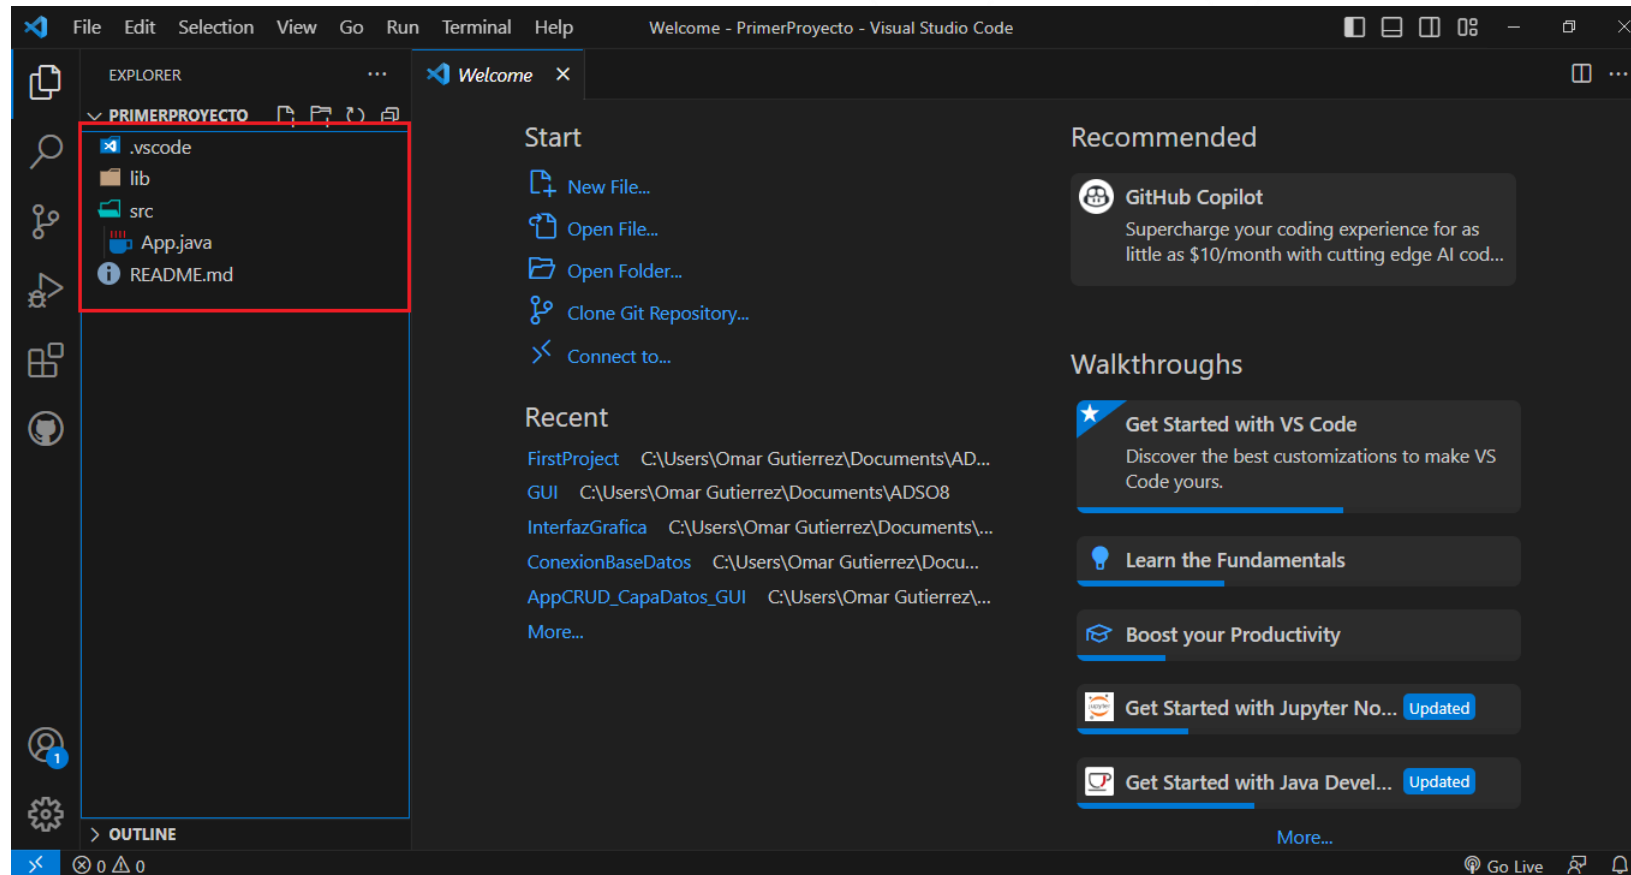 File Edit Selection View Go Run Terminal Help Welcome - PrimerProyecto - Visual Studio Code
EXPLORER
Welcome
PRIMERPROYECTO
.vscode
lib
src
App.java
README.md
Start
New File...
Open File...
Open Folder...
Clone Git Repository...
Connect to...
Recent
FirstProject C:\Users\Omar Gutierrez\Documents\AD...
GUI C:\Users\Omar Gutierrez\Documents\ADSO8
InterfazGrafica C:\Users\Omar Gutierrez\Documents\...
ConexionBaseDatos C:\Users\Omar Gutierrez\Docu...
AppCRUD_CapaDatos_GUI C:\Users\Omar Gutierrez\...
More...
Recommended
GitHub Copilot
Supercharge your coding experience for as
little as $10/month with cutting edge AI cod...
Walkthroughs
Get Started with VS Code
Discover the best customizations to make VS
Code yours.
Learn the Fundamentals
Boost your Productivity
Get Started with Jupyter No... Updated
Get Started with Java Devel... Updated
More...
1
OUTLINE
0 0
Go Live